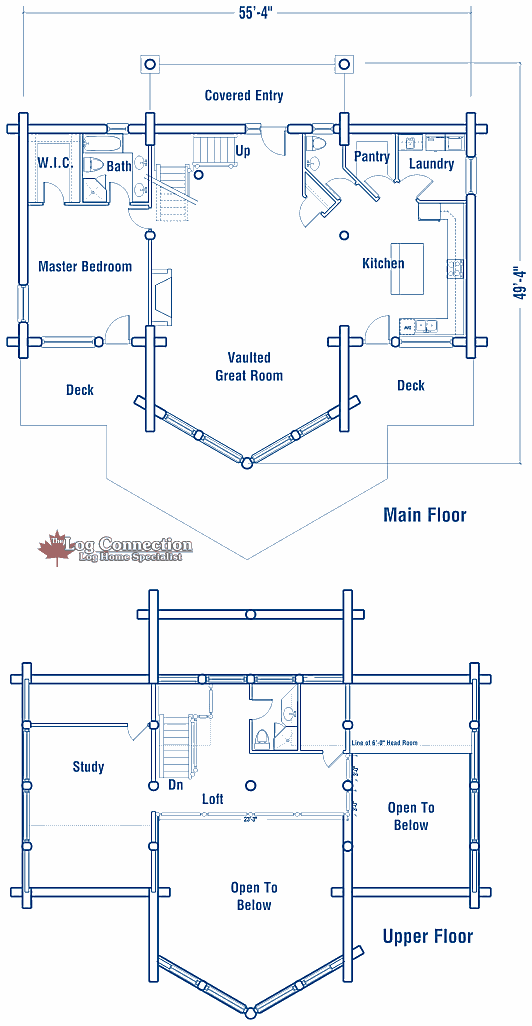 55'-4"
Covered Entry
Up
W.I.C.
Bath
Pantry
Laundry
Master Bedroom
Kitchen
49'-4"
Vaulted
Great Room
Deck
Deck
Main Floor
The Log Connection
Log Home Specialist
Line of 6'-0" Head Room
Study
Dn
Loft
23'-3"
Open To
Below
Open To
Below
Upper Floor